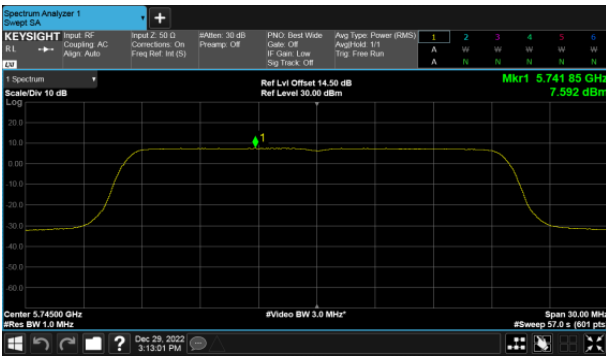 Spectrum Analyzer 1
Swept SA
+
KEYSIGHT Input: RF Input Z: 50 Ω #Atten: 30 dB PNO: Best Wide Avg Type: Power (RMS) 1 2 3 4 5 6
RL Coupling: AC Corrections: On Preamp: Off Gate: Off Avg|Hold: 1/1 A W W W W W
Align: Auto Freq Ref: Int (S) IF Gain: Low Trig: Free Run
Sig Track: Off A N N N N N
1 Spectrum Ref Lvl Offset 14.50 dB Mkr1 5.741 85 GHz
Scale/Div 10 dB Ref Level 30.00 dBm 7.592 dBm
Log
20.0
10.0
1
0.00
-10.0
-20.0
-30.0
-40.0
-50.0
-60.0
Center 5.74500 GHz #Video BW 3.0 MHz* Span 30.00 MHz
#Res BW 1.0 MHz #Sweep 57.0 s (601 pts
? Dec 29, 2022
3:13:01 PM